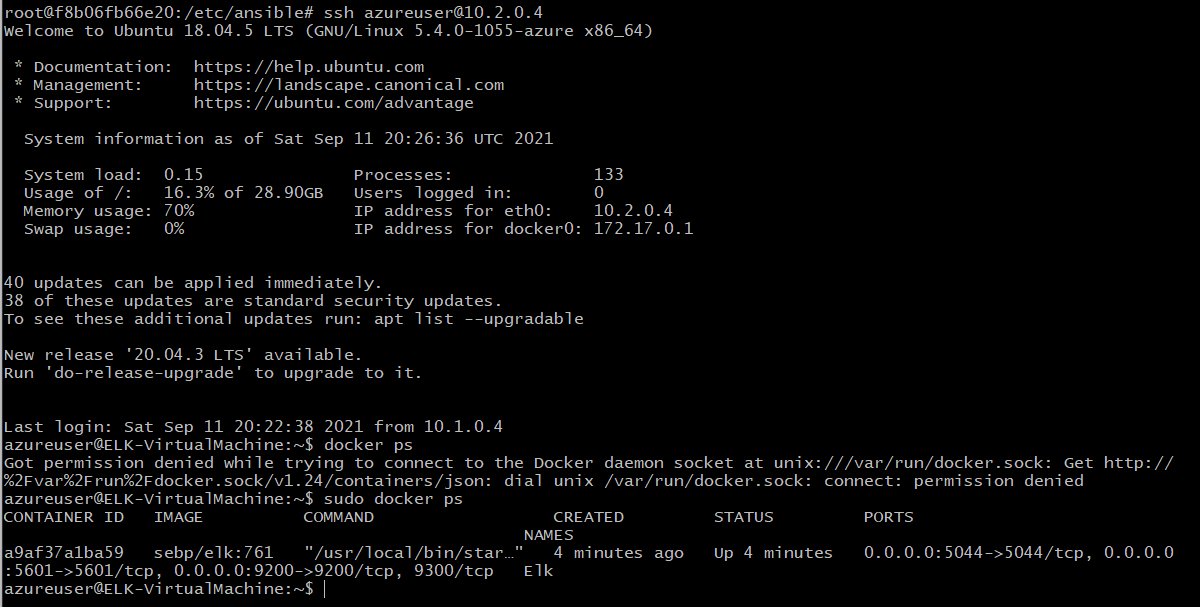 root@f8b06fb66e20:/etc/ansible# ssh azureuser@10.2.0.4
Welcome to Ubuntu 18.04.5 LTS (GNU/Linux 5.4.0-1055-azure x86_64)

 * Documentation:  https://help.ubuntu.com
 * Management:     https://landscape.canonical.com
 * Support:        https://ubuntu.com/advantage

  System information as of Sat Sep 11 20:26:36 UTC 2021

  System load:  0.15               Processes:              133
  Usage of /:   16.3% of 28.90GB   Users logged in:        0
  Memory usage: 70%                IP address for eth0:    10.2.0.4
  Swap usage:   0%                 IP address for docker0: 172.17.0.1


40 updates can be applied immediately.
38 of these updates are standard security updates.
To see these additional updates run: apt list --upgradable

New release '20.04.3 LTS' available.
Run 'do-release-upgrade' to upgrade to it.


Last login: Sat Sep 11 20:22:38 2021 from 10.1.0.4
azureuser@ELK-VirtualMachine:~$ docker ps
Got permission denied while trying to connect to the Docker daemon socket at unix:///var/run/docker.sock: Get http://
%2Fvar%2Frun%2Fdocker.sock/v1.24/containers/json: dial unix /var/run/docker.sock: connect: permission denied
azureuser@ELK-VirtualMachine:~$ sudo docker ps
CONTAINER ID   IMAGE          COMMAND                  CREATED         STATUS         PORTS
                                                    NAMES
a9af37a1ba59   sebp/elk:761   "/usr/local/bin/star…"   4 minutes ago   Up 4 minutes   0.0.0.0:5044->5044/tcp, 0.0.0.0
:5601->5601/tcp, 0.0.0.0:9200->9200/tcp, 9300/tcp   Elk
azureuser@ELK-VirtualMachine:~$